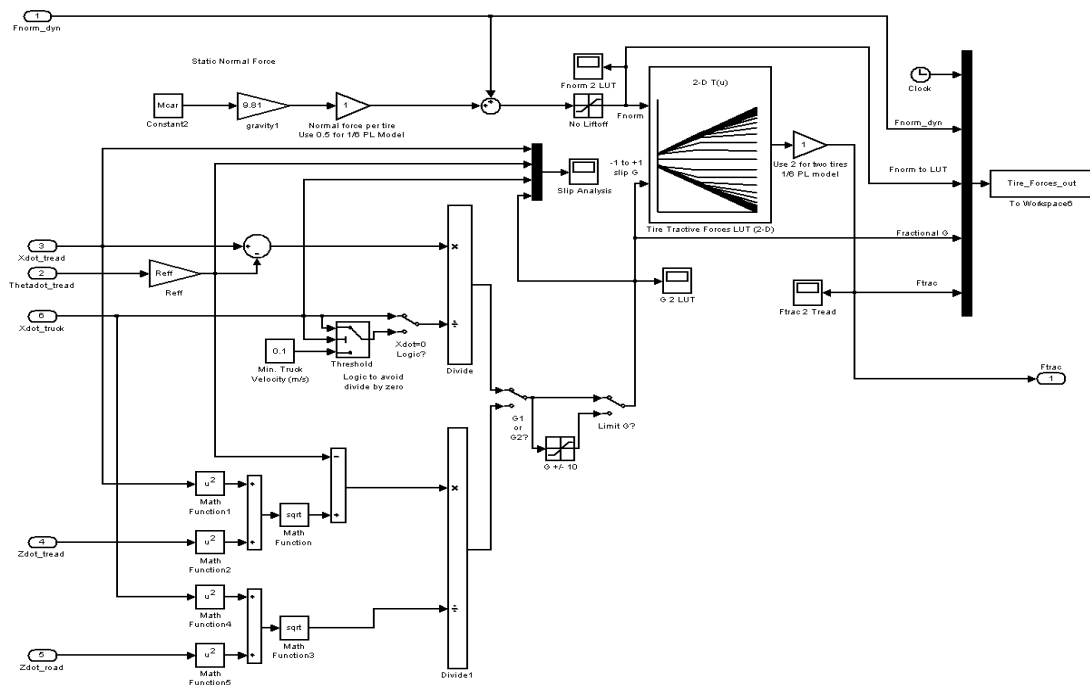 1
Fnorm_dyn
Static Normal Force
Mcar
Constant2
9.81
gravity1
1
Normal force per tire
Use 0.5 for 1/6 PL Model
Fnorm 2 LUT
No Liftoff
Fnorm
2-D T(u)
Tire Tractive Forces LUT (2-D)
-1 to +1
slip G
1
Use 2 for two tires
1/6 PL model
Clock
Fnorm_dyn
Fnorm to LUT
Fractional G
Ftrac
Tire_Forces_out
To Workspace6
Slip Analysis
G 2 LUT
Ftrac 2 Tread
Ftrac
1
3
Xdot_tread
2
Thetadot_tread
Reff
Reff
6
Xdot_truck
0.1
Min. Truck
Velocity (m/s)
Threshold
Logic to avoid
divide by zero
Xdot=0
Logic?
×
÷
Divide
G1
or
G2?
Limit G?
G +/- 10
u²
Math
Function1
u²
Math
Function2
sqrt
Math
Function
4
Zdot_tread
u²
Math
Function4
u²
Math
Function5
sqrt
Math
Function3
5
Zdot_road
×
÷
Divide1